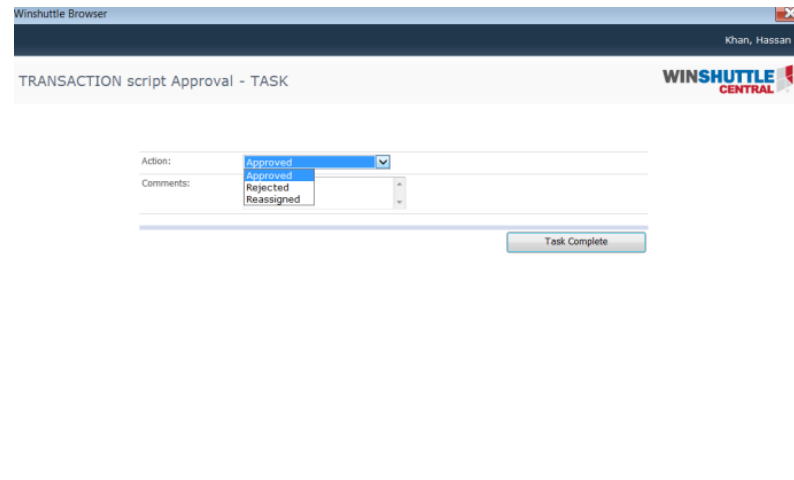 Winshuttle Browser
Khan, Hassan
TRANSACTION script Approval - TASK
WINSHUTTLE
CENTRAL
Action:
Approved
Approved
Comments:
Rejected
Reassigned
Task Complete